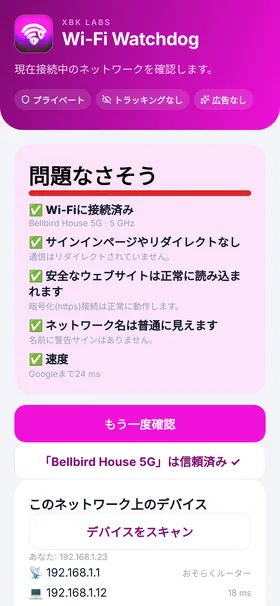 XBK LABS
Wi-Fi Watchdog
現在接続中のネットワークを確認します。
プライベート
トラッキングなし
広告なし
問題なさそう
✅ Wi-Fiに接続済み
Bellbird House 5G · 5 GHz
✅ サインインページやリダイレクトなし
通信はリダイレクトされていません。
✅ 安全なウェブサイトは正常に読み込ま
れます
暗号化(https)接続は正常に動作します。
✅ ネットワーク名は普通に見えます
名前に警告サインはありません。
✅ 速度
Googleまで24 ms
もう一度確認
「Bellbird House 5G」は信頼済み ✓
このネットワーク上のデバイス
デバイスをスキャン
あなた: 192.168.1.23
192.168.1.1 おそらくルーター
192.168.1.12 18 ms